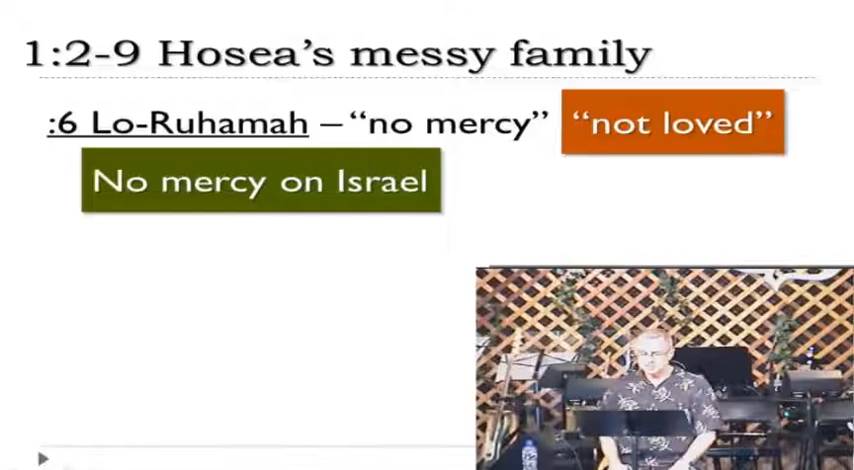 1:2-9 Hosea's messy family
:6 Lo-Ruhamah – “no mercy” “not loved”
No mercy on Israel